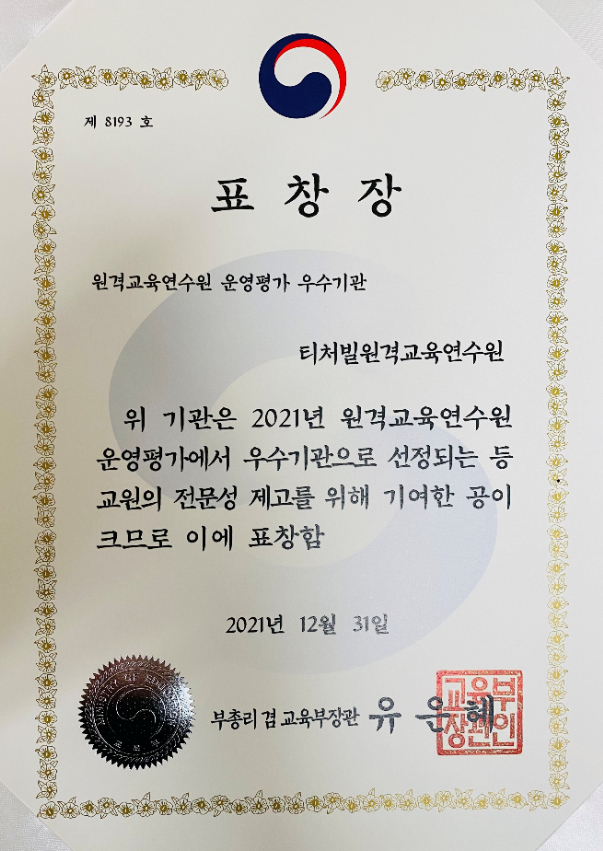 제 8193 호
표 창 장
원격교육연수원 운영평가 우수기관
티처빌원격교육연수원
위 기관은 2021년 원격교육연수원
운영평가에서 우수기관으로 선정되는 등
교원의 전문성 제고를 위해 기여한 공이
크므로 이에 표창함
2021년 12월 31일
부총리 겸 교육부장관 유 은 혜
교육부
장관인